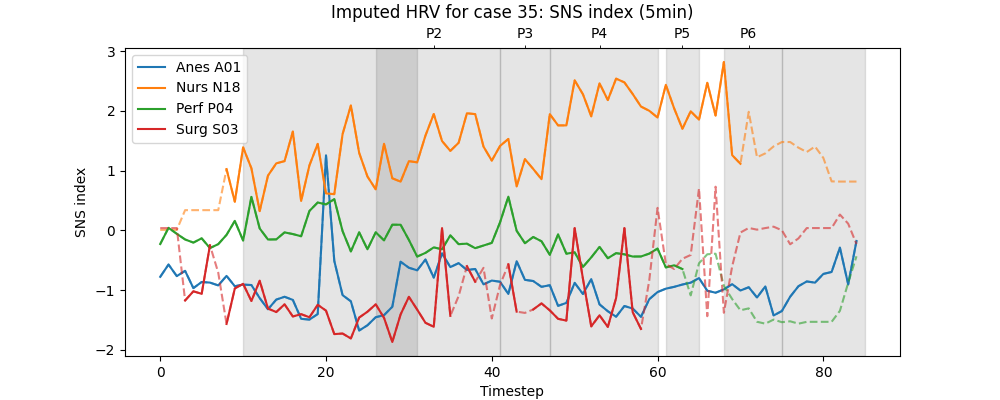 Imputed HRV for case 35: SNS index (5min)
P2 P3 P4 P5 P6
Anes A01
Nurs N18
Perf P04
Surg S03
SNS index
3
2
1
0
−1
−2
0 20 40 60 80
Timestep